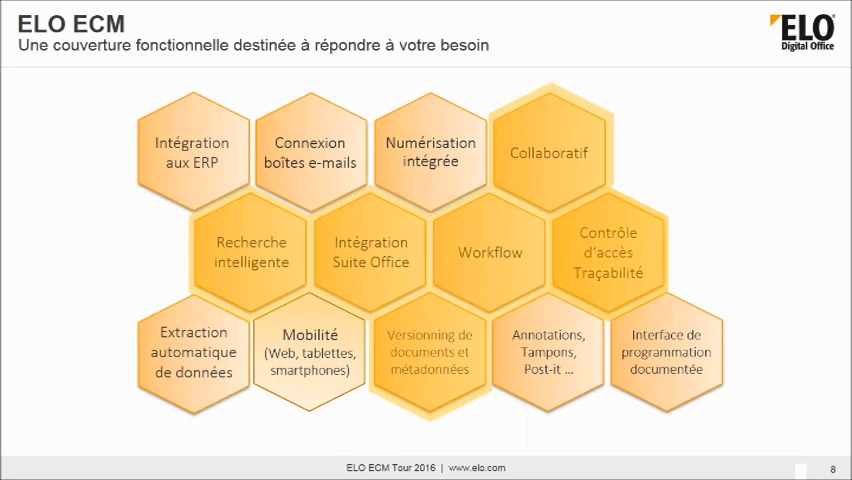 ELO ECM
Une couverture fonctionnelle destinée à répondre à votre besoin
ELO®
Digital Office
Intégration
aux ERP
Connexion
boîtes e-mails
Numérisation
intégrée
Collaboratif
Recherche
intelligente
Intégration
Suite Office
Workflow
Contrôle
d'accès
Traçabilité
Extraction
automatique
de données
Mobilité
(Web, tablettes,
smartphones)
Versionning de
documents et
métadonnées
Annotations,
Tampons,
Post-it ...
Interface de
programmation
documentée
ELO ECM Tour 2016 | www.elo.com
8